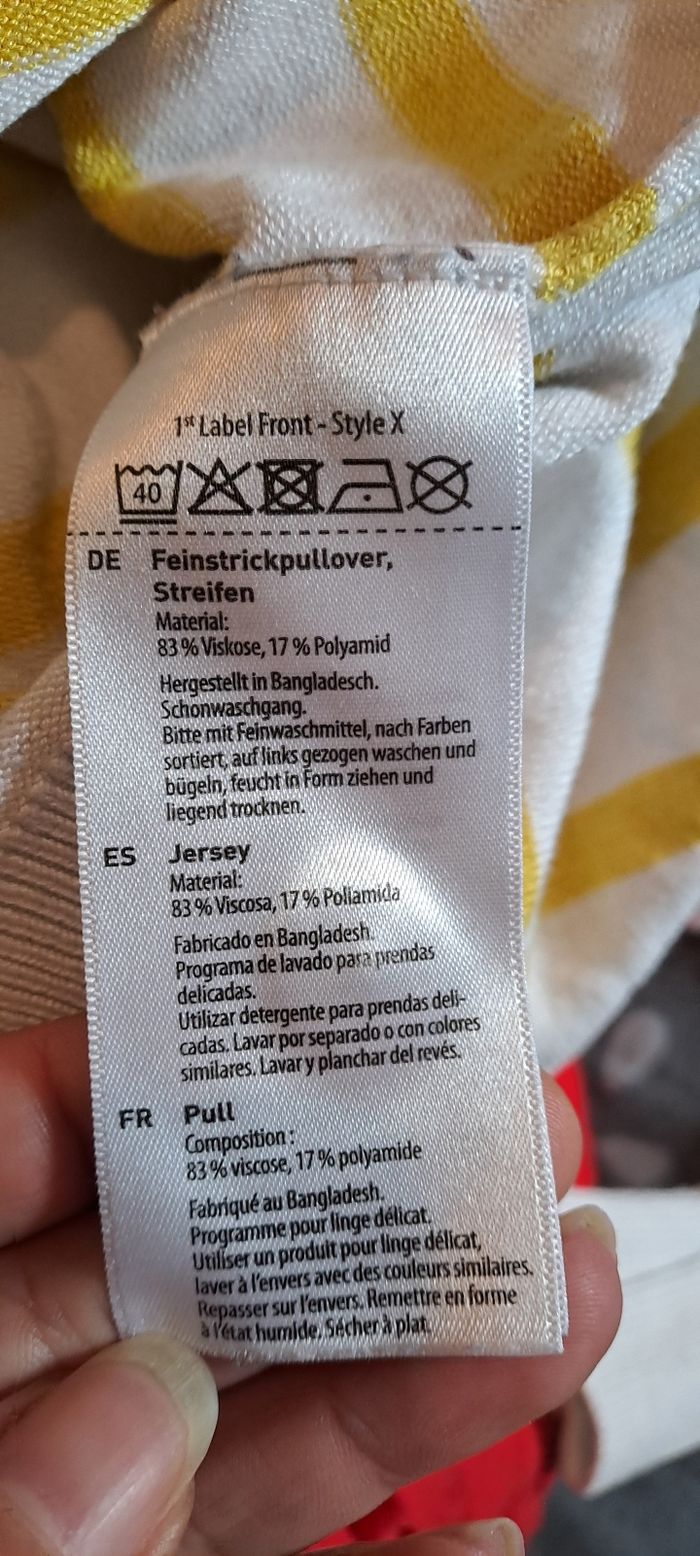 1st Label Front - Style X
40
DE Feinstrickpullover,
Streifen
Material:
83 % Viskose, 17 % Polyamid
Hergestellt in Bangladesch.
Schonwaschgang.
Bitte mit Feinwaschmittel, nach Farben
sortiert, auf links gezogen waschen und
bügeln, feucht in Form ziehen und
liegend trocknen.
ES Jersey
Material:
83 % Viscosa, 17 % Poliamida
Fabricado en Bangladesh.
Programa de lavado para prendas
delicadas.
Utilizar detergente para prendas deli-
cadas. Lavar por separado o con colores
similares. Lavar y planchar del revés.
FR Pull
Composition :
83 % viscose, 17 % polyamide
Fabriqué au Bangladesh.
Programme pour linge délicat.
Utiliser un produit pour linge délicat,
laver à l'envers avec des couleurs similaires.
Repasser sur l'envers. Remettre en forme
à l'état humide. Sécher à plat.